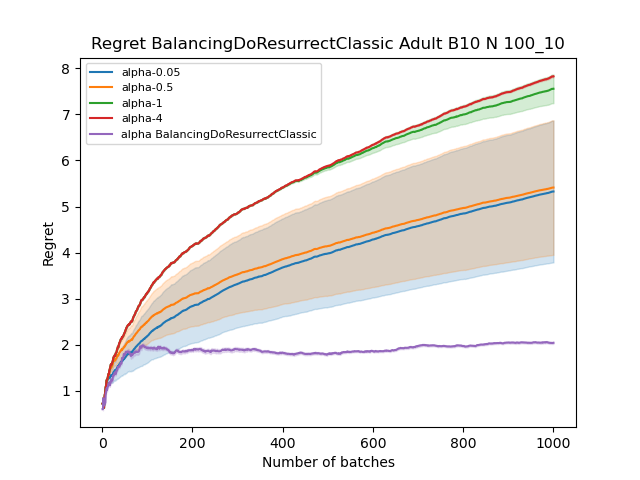 Regret BalancingDoResurrectClassic Adult B10 N 100_10
alpha-0.05
alpha-0.5
alpha-1
alpha-4
alpha BalancingDoResurrectClassic
8
7
6
5
4
3
2
1
Regret
0 200 400 600 800 1000
Number of batches